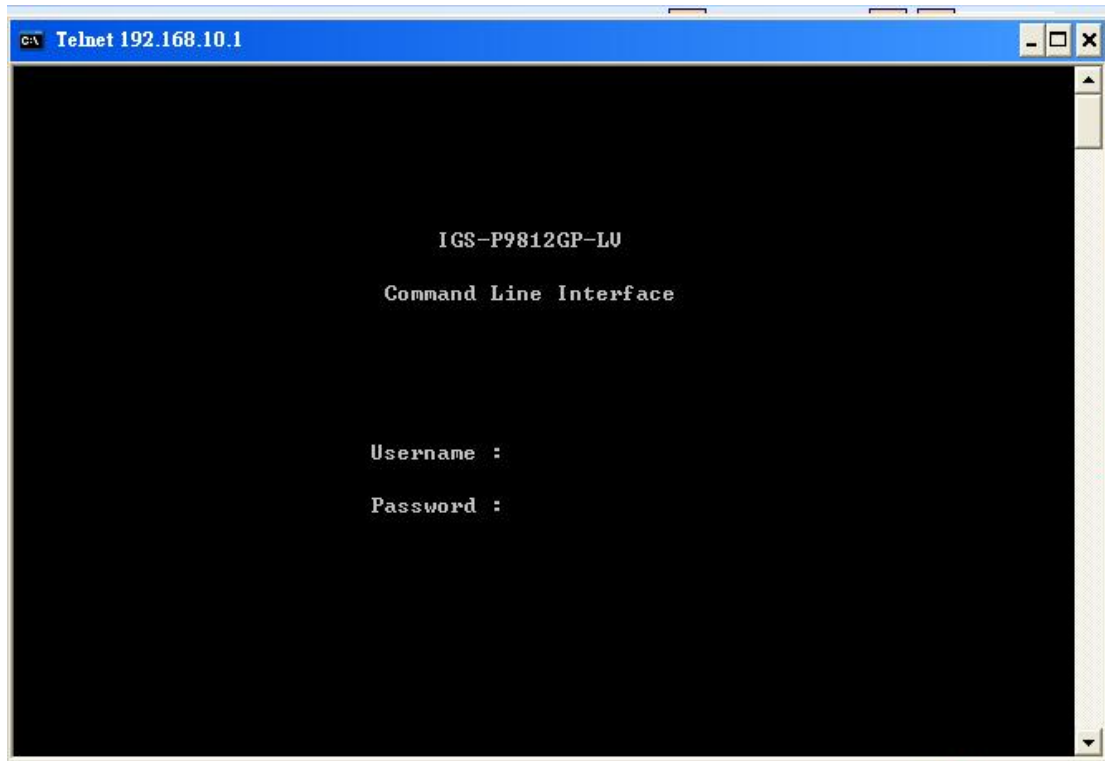 Telnet 192.168.10.1
IGS-P9812GP-LV
Command Line Interface
Username :
Password :